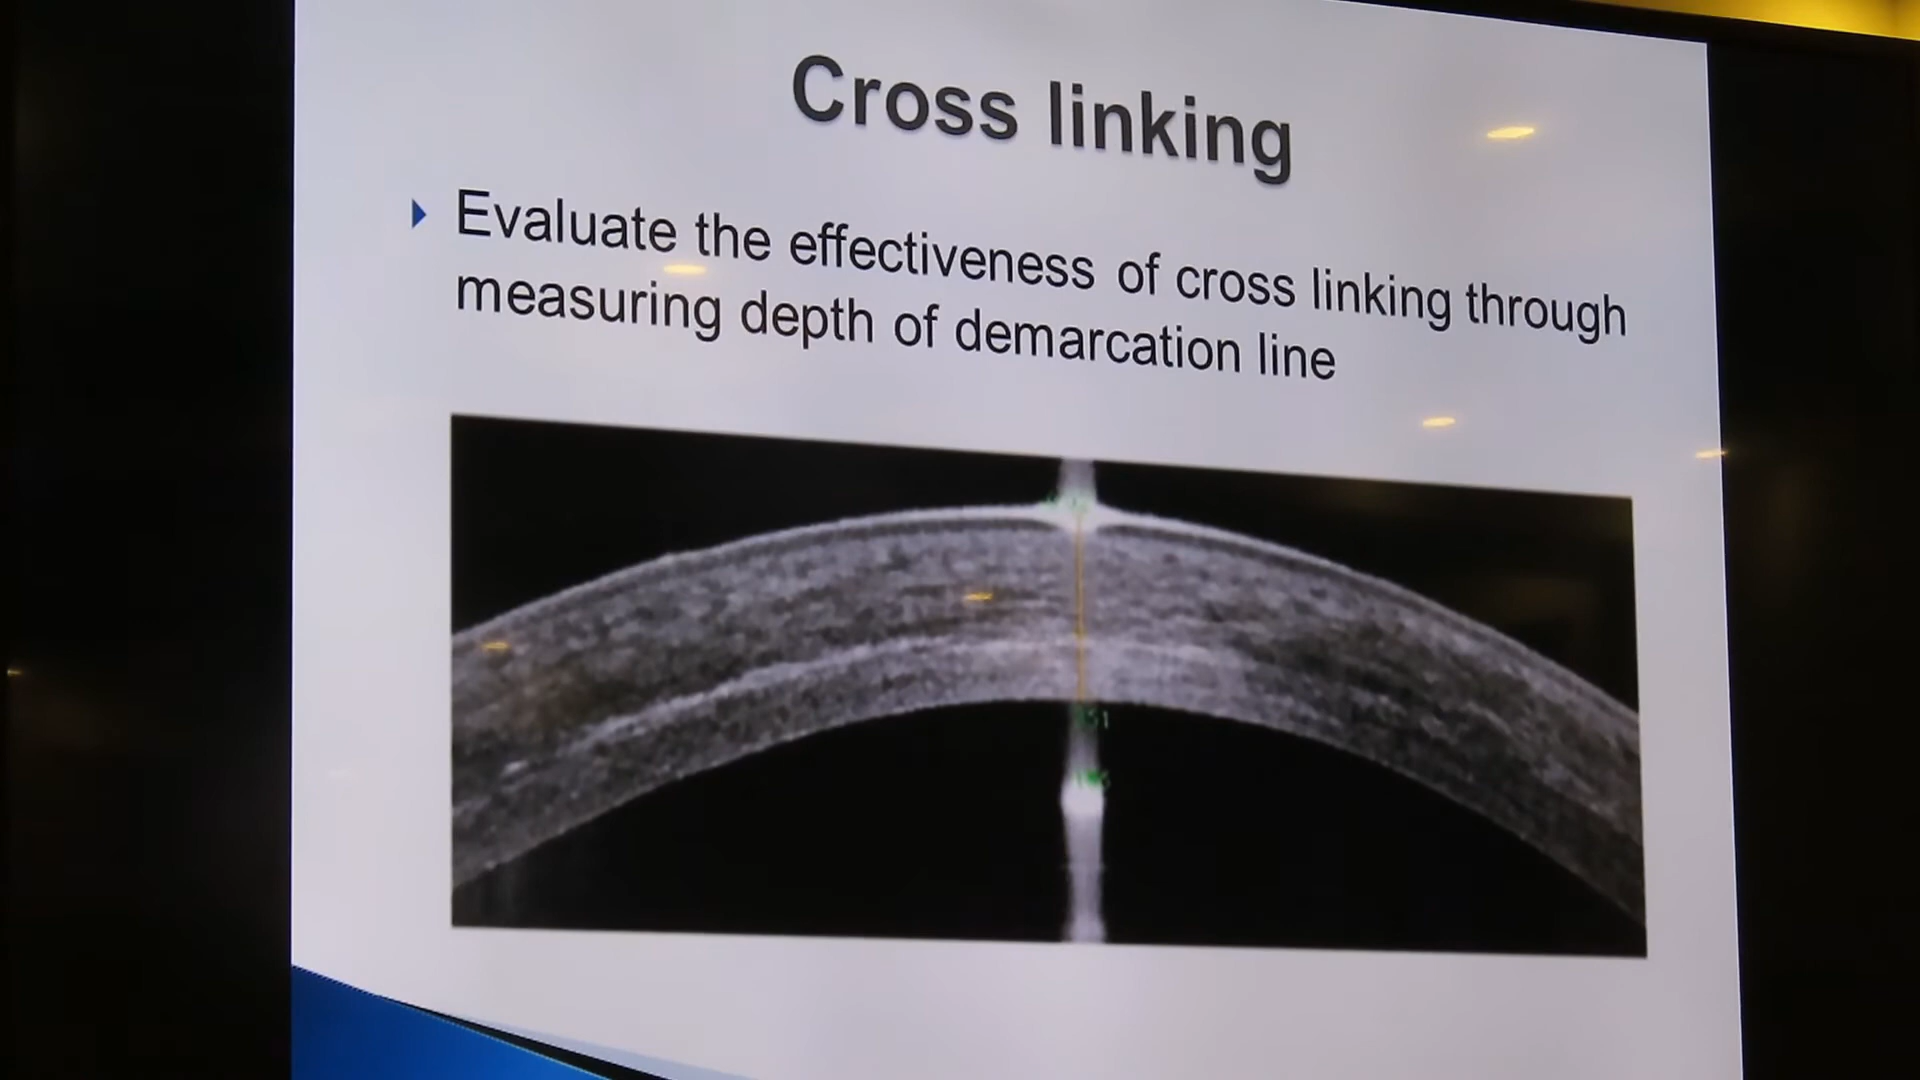 Cross linking
Evaluate the effectiveness of cross linking through
measuring depth of demarcation line